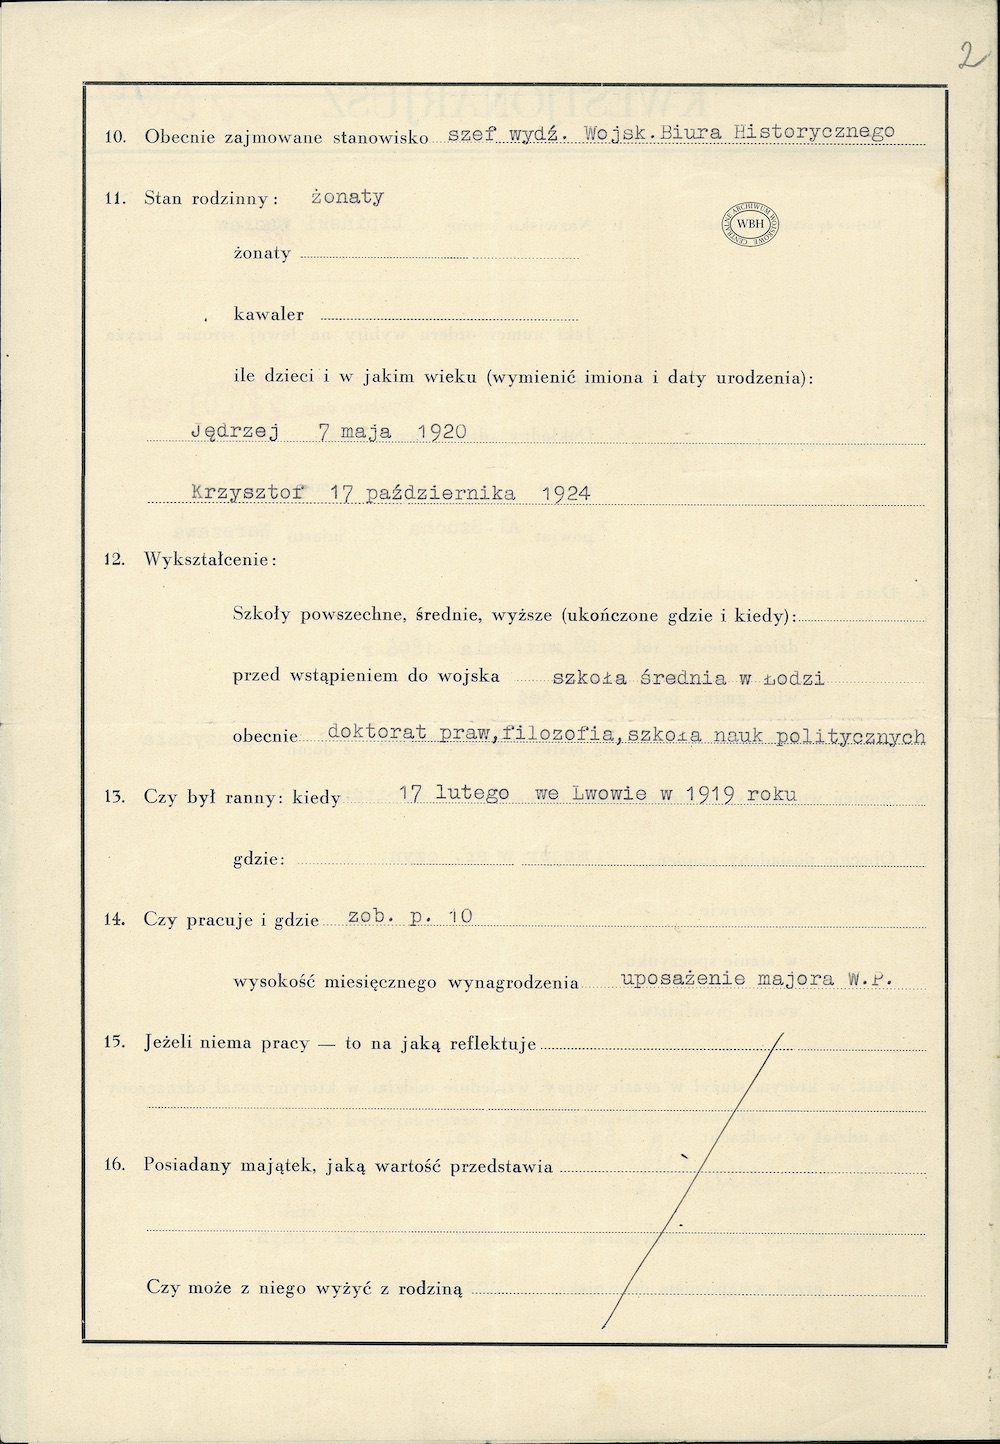 2
10. Obecnie zajmowane stanowisko szef wydź. Wojsk.Biura Historycznego
11. Stan rodzinny: żonaty
CENTRALNE ARCHIWUM WOJSKOWE
WBH
żonaty
kawaler
ile dzieci i w jakim wieku (wymienić imiona i daty urodzenia):
Jędrzej 7 maja 1920
Krzysztof 17 października 1924
12. Wykształcenie:
Szkoły powszechne, średnie, wyższe (ukończone gdzie i kiedy):
przed wstąpieniem do wojska szkoła średnia w Łodzi
obecnie doktorat praw,filozofia,szkoła nauk politycznych
13. Czy był ranny: kiedy 17 lutego we Lwowie w 1919 roku
gdzie:
14. Czy pracuje i gdzie zob. p. 10
wysokość miesięcznego wynagrodzenia uposażenie majora W.P.
15. Jeżeli niema pracy — to na jaką reflektuje
16. Posiadany majątek, jaką wartość przedstawia
Czy może z niego wyżyć z rodziną